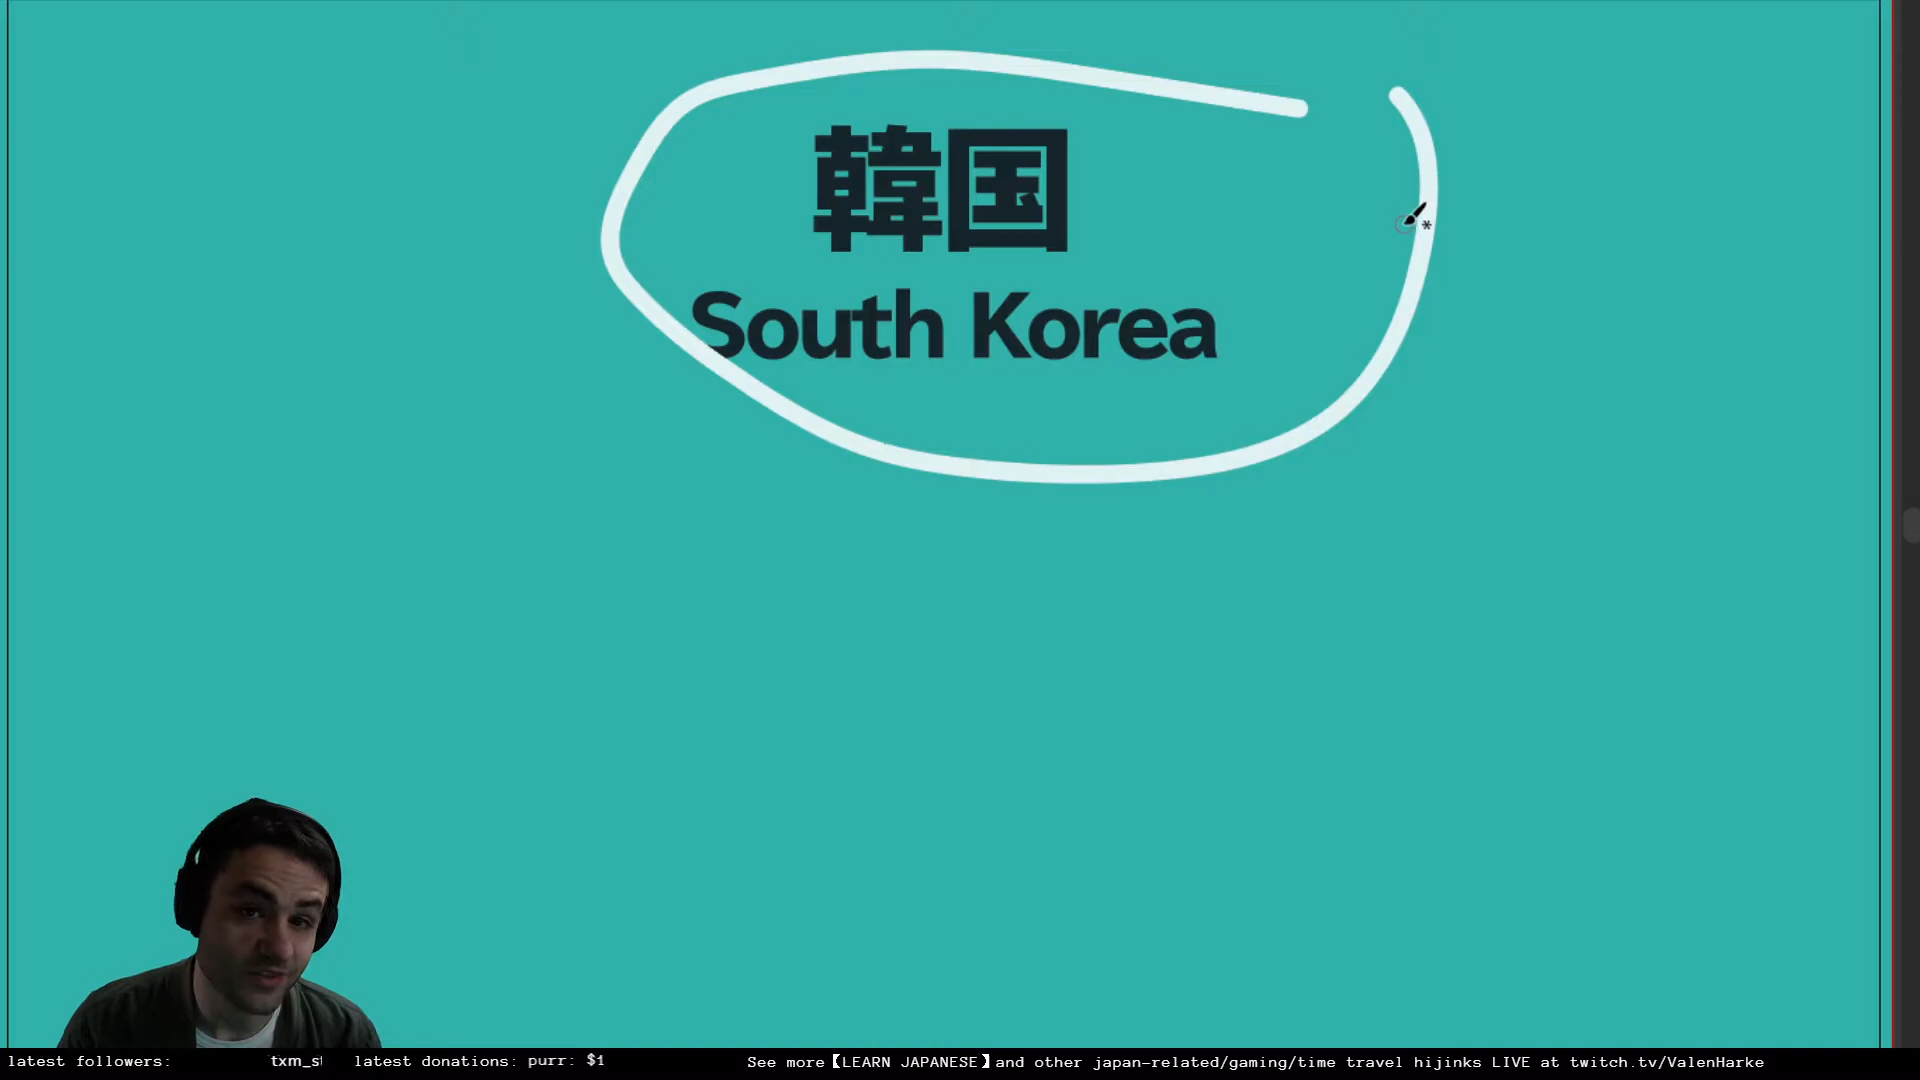 韓国
South Korea
latest followers: txm_s latest donations: purr: $1 See more【LEARN JAPANESE】and other japan-related/gaming/time travel hijinks LIVE at twitch.tv/ValenHarke